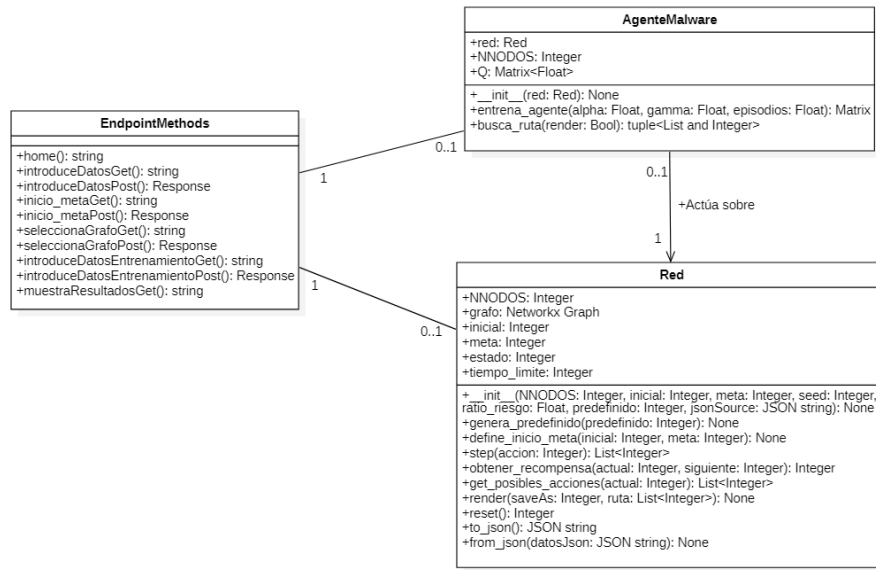 AgenteMalware
+red: Red
+NNODOS: Integer
+Q: Matrix<Float>
+__init__(red: Red): None
+entrena_agente(alpha: Float, gamma: Float, episodios: Float): Matrix
+busca_ruta(render: Bool): tuple<List and Integer>
EndpointMethods
+home(): string
+introduceDatosGet(): string
+introduceDatosPost(): Response
+inicio_metaGet(): string
+inicio_metaPost(): Response
+seleccionaGrafoGet(): string
+seleccionaGrafoPost(): Response
+introduceDatosEntrenamientoGet(): string
+introduceDatosEntrenamientoPost(): Response
+muestraResultadosGet(): string
1
0..1
0..1
+Actúa sobre
1
1
0..1
Red
+NNODOS: Integer
+grafo: Networkx Graph
+inicial: Integer
+meta: Integer
+estado: Integer
+tiempo_limite: Integer
+__init__(NNODOS: Integer, inicial: Integer, meta: Integer, seed: Integer,
ratio_riesgo: Float, predefinido: Integer, jsonSource: JSON string): None
+genera_predefinido(predefinido: Integer): None
+define_inicio_meta(inicial: Integer, meta: Integer): None
+step(accion: Integer): List<Integer>
+obtener_recompensa(actual: Integer, siguiente: Integer): Integer
+get_posibles_acciones(actual: Integer): List<Integer>
+render(saveAs: Integer, ruta: List<Integer>): None
+reset(): Integer
+to_json(): JSON string
+from_json(datosJson: JSON string): None